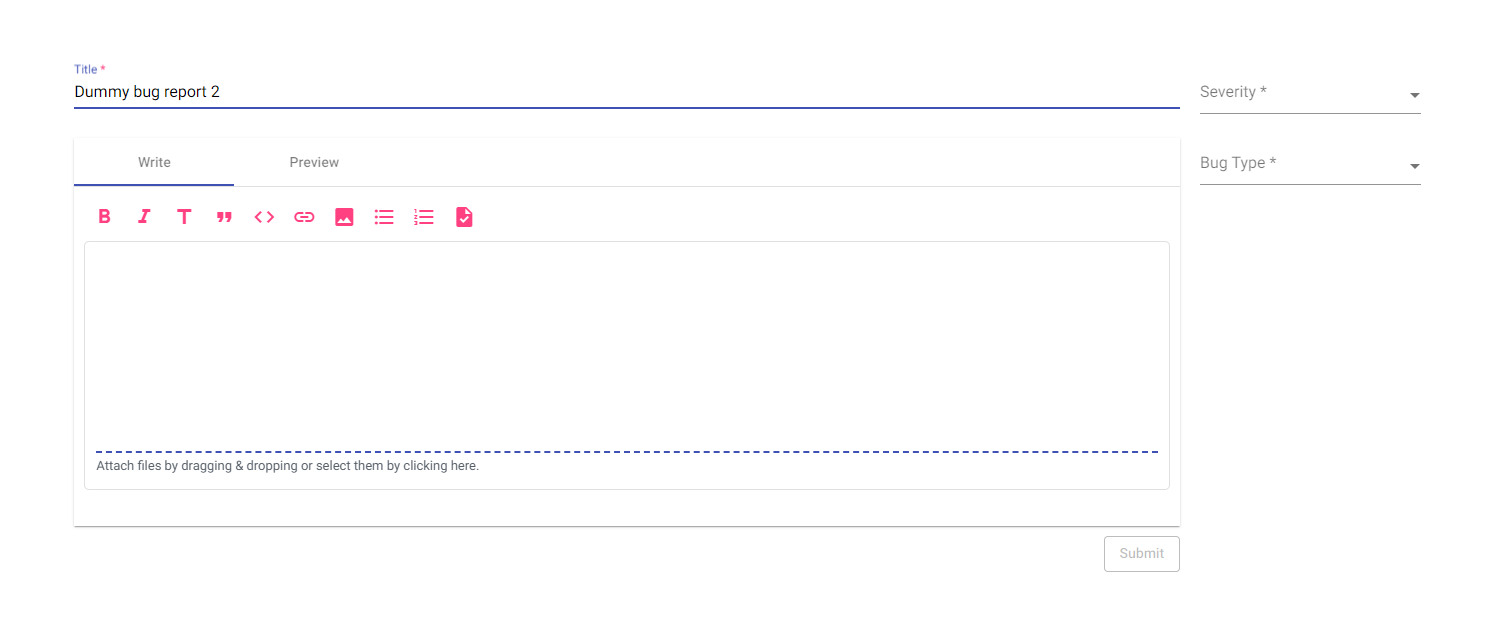 Title *
Dummy bug report 2
Severity *
Write
Preview
Bug Type *
Attach files by dragging & dropping or select them by clicking here.
Submit